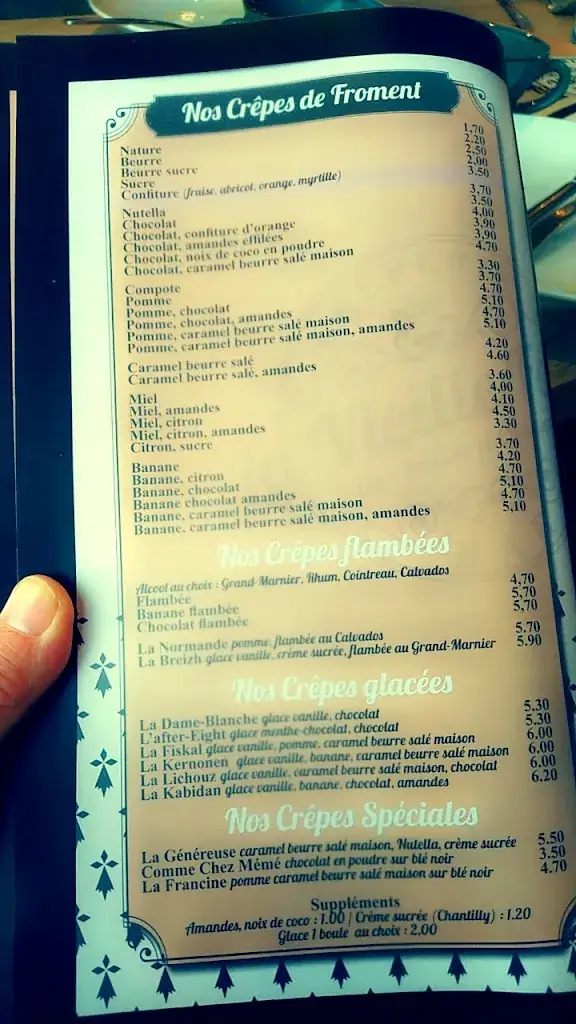 Nos Crêpes de Froment
Nature 1,70
Beurre 2,20
Beurre sucre 2,50
Sucre 2,00
Confiture (fraise, abricot, orange, myrtille) 3.50
Nutella 3,70
Chocolat 3.50
Chocolat, confiture d'orange 4,00
Chocolat, amandes effilées 3,90
Chocolat, noix de coco en poudre 3,90
Chocolat, caramel beurre salé maison 4.70
Compote 3.30
Pomme 3.70
Pomme, chocolat 4.70
Pomme, chocolat, amandes 5,10
Pomme, caramel beurre salé maison 4,70
Pomme, caramel beurre salé maison, amandes 5.10
Caramel beurre salé 4.20
Caramel beurre salé, amandes 4.60
Miel 3.60
Miel, amandes 4,00
Miel, citron 4.10
Miel, citron, amandes 4.50
Citron, sucre 3.30
Banane 3.70
Banane, citron 4.20
Banane, chocolat 4.70
Banane chocolat amandes 5,10
Banane, caramel beurre salé maison 4.70
Banane, caramel beurre salé maison, amandes 5,10
Nos Crêpes flambées
Alcool au choix : Grand-Marnier, Rhum, Cointreau, Calvados
Flambée 4,70
Banane flambée 5,70
Chocolat flambée 5,70
La Normande pomme, flambée au Calvados 5.70
La Breizh glace vanille, crème sucrée, flambée au Grand-Marnier 5.90
Nos Crêpes glacées
La Dame-Blanche glace vanille, chocolat 5.30
L'after-Eight glace menthe-chocolat, chocolat 5.30
La Fiskal glace vanille, pomme, caramel beurre salé maison 6.00
La Kernonen glace vanille, banane, caramel beurre salé maison 6.00
La Lichouz glace vanille, caramel beurre salé maison, chocolat 6.00
La Kabidan glace vanille, banane, chocolat, amandes 6.20
Nos Crêpes Spéciales
La Généreuse caramel beurre salé maison, Nutella, crème sucrée 5.50
Comme Chez Mémé chocolat en poudre sur blé noir 3.50
La Francine pomme caramel beurre salé maison sur blé noir 4.70
Suppléments
Amandes, noix de coco : 1.00 / Crème sucrée (Chantilly) : 1.20
Glace 1 boule au choix : 2,00